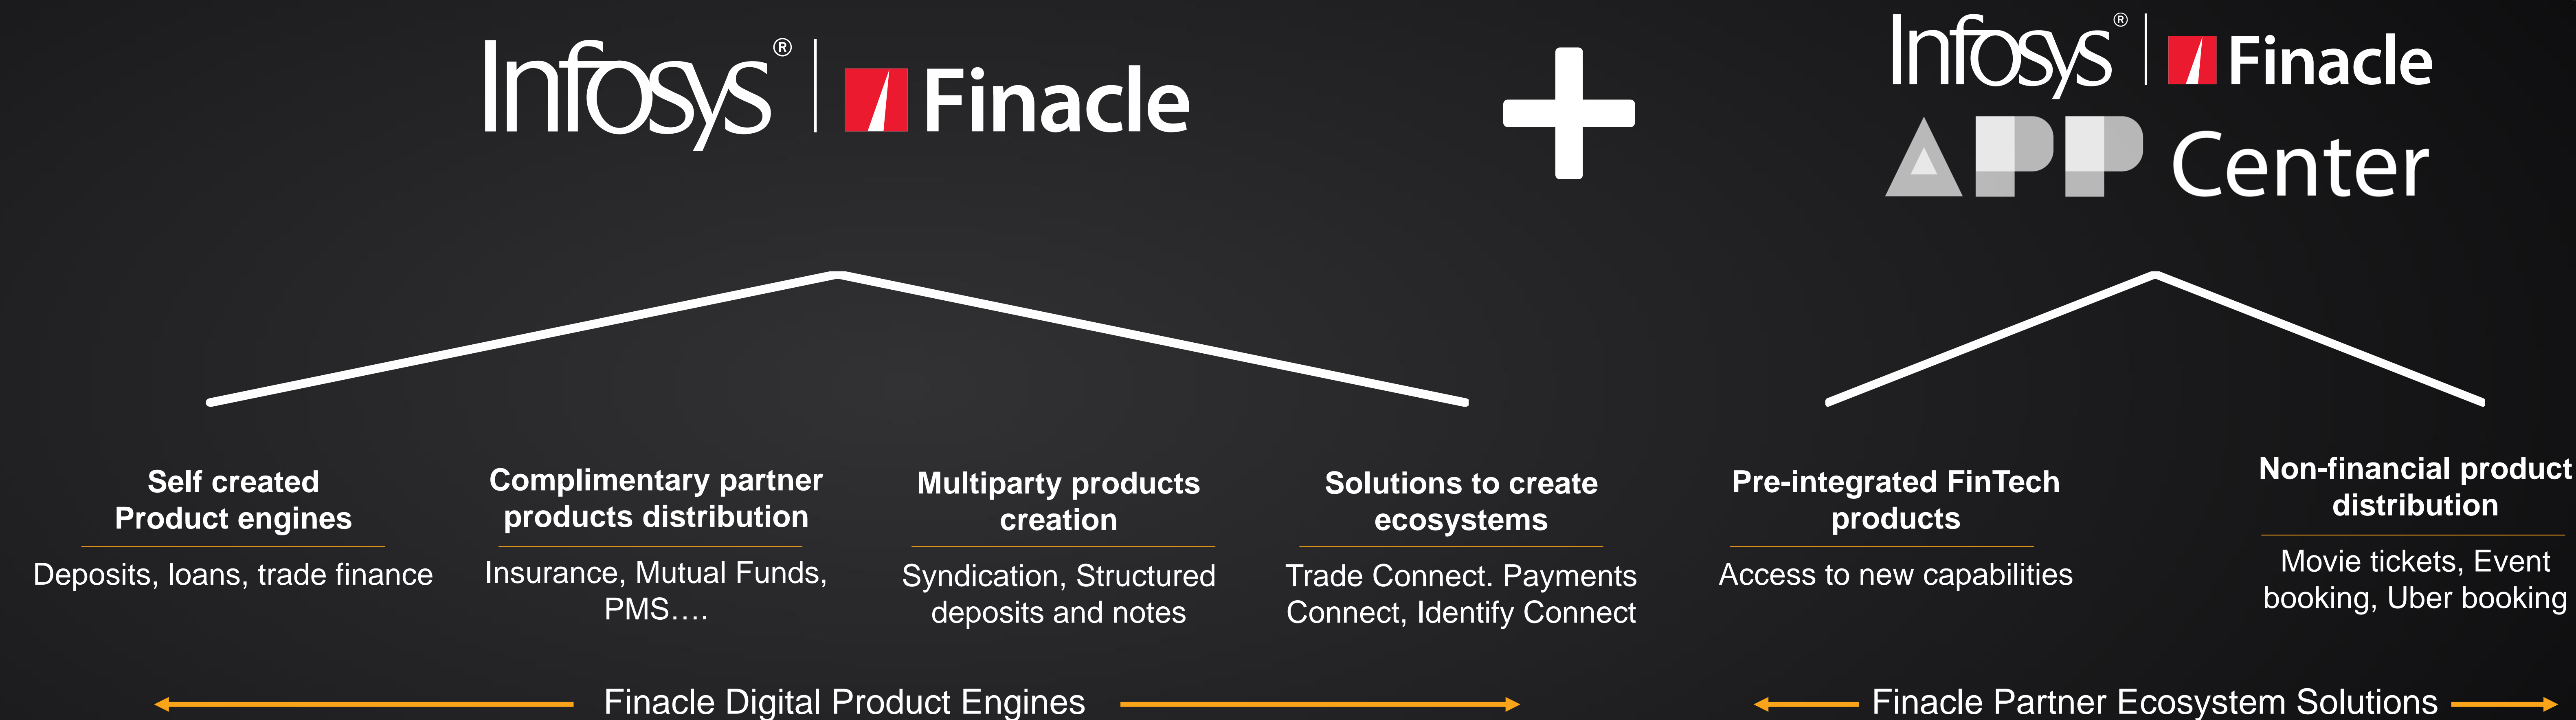 Infosys® | Finacle
+
Infosys® | Finacle
APP Center
Self created
Product engines
Deposits, loans, trade finance
Complimentary partner
products distribution
Insurance, Mutual Funds,
PMS….
Multiparty products
creation
Syndication, Structured
deposits and notes
Solutions to create
ecosystems
Trade Connect. Payments
Connect, Identify Connect
Pre-integrated FinTech
products
Access to new capabilities
Non-financial product
distribution
Movie tickets, Event
booking, Uber booking
Finacle Digital Product Engines
Finacle Partner Ecosystem Solutions